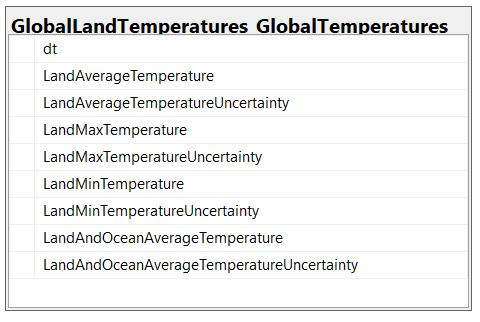 GlobalLandTemperatures_GlobalTemperatures
dt
LandAverageTemperature
LandAverageTemperatureUncertainty
LandMaxTemperature
LandMaxTemperatureUncertainty
LandMinTemperature
LandMinTemperatureUncertainty
LandAndOceanAverageTemperature
LandAndOceanAverageTemperatureUncertainty